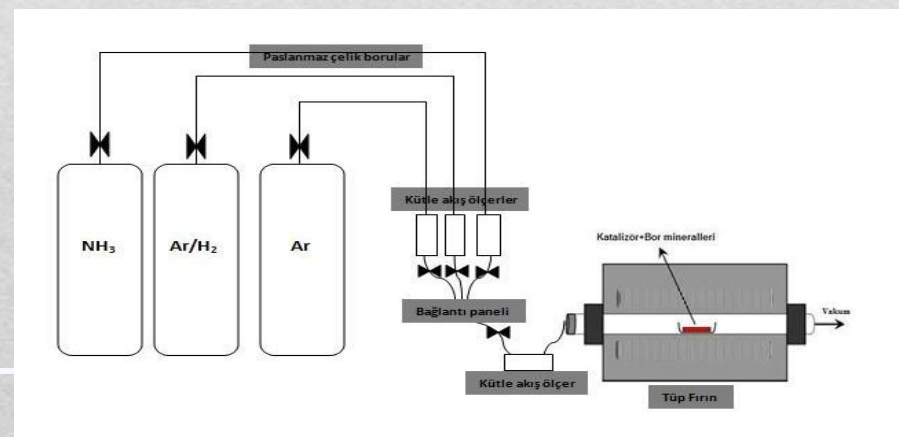 Paslanmaz çelik borular
NH₃
Ar/H₂
Ar
Kütle akış ölçerler
Katalizör+Bor mineralleri
Bağlantı paneli
Vakum
Kütle akış ölçer
Tüp Fırın